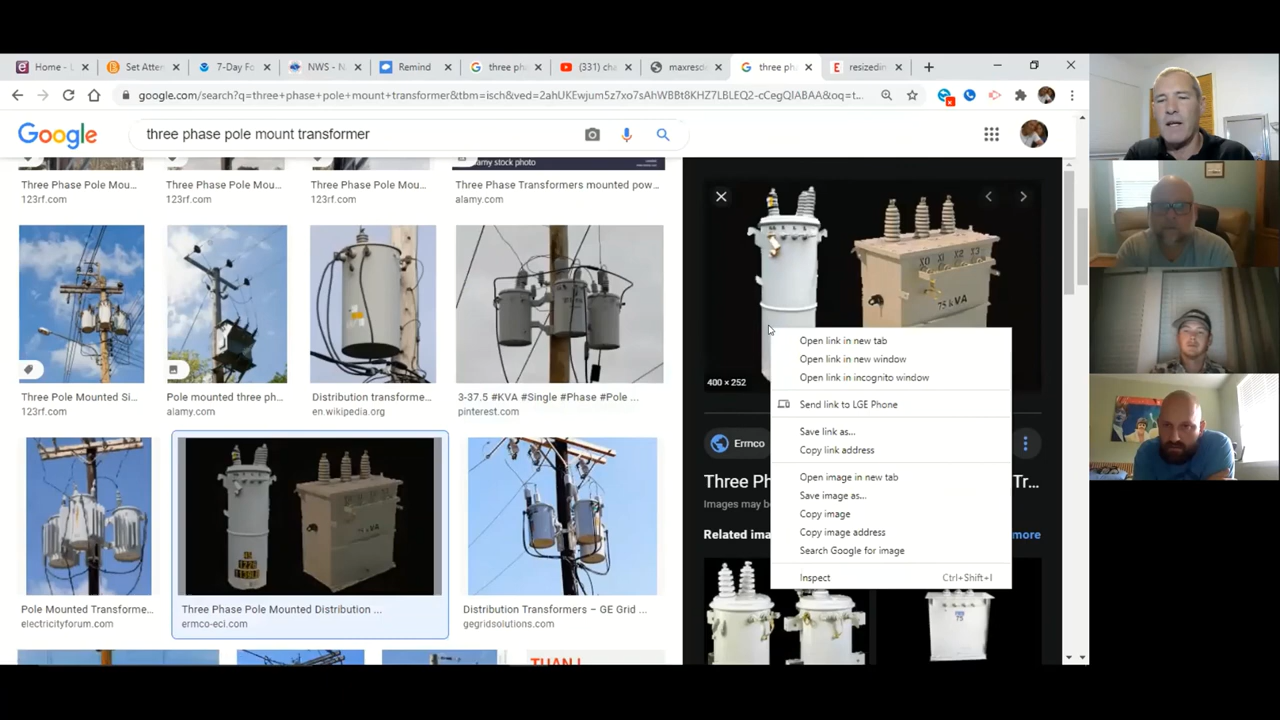 Home - L
Set Atten
7-Day Fo
NWS - N
Remind
three pha
(331) cha
maxresd
three pha
resizedin
google.com/search?q=three+phase+pole+mount+transformer&tbm=isch&ved=2ahUKEwjum5z7xo7sAhWBBt8KHZ7LBLEQ2-cCegQIABAA&oq=t...
Google
three phase pole mount transformer
alamy stock photo
Three Phase Pole Mou...
Three Phase Pole Mou...
Three Phase Pole Mou...
Three Phase Transformers mounted pow...
123rf.com
123rf.com
123rf.com
alamy.com
Three Pole Mounted Si...
Pole mounted three ph...
Distribution transforme...
3-37.5 #KVA #Single #Phase #Pole ...
123rf.com
alamy.com
en.wikipedia.org
pinterest.com
Pole Mounted Transforme...
Three Phase Pole Mounted Distribution ...
Distribution Transformers – GE Grid ...
electricityforum.com
ermco-eci.com
gegridsolutions.com
X0 X1 X2 X3
75 kVA
400 × 252
Ermco
Three Ph
Tr...
Images may b
Related ima
more
Open link in new tab
Open link in new window
Open link in incognito window
Send link to LGE Phone
Save link as...
Copy link address
Open image in new tab
Save image as...
Copy image
Copy image address
Search Google for image
Inspect Ctrl+Shift+I